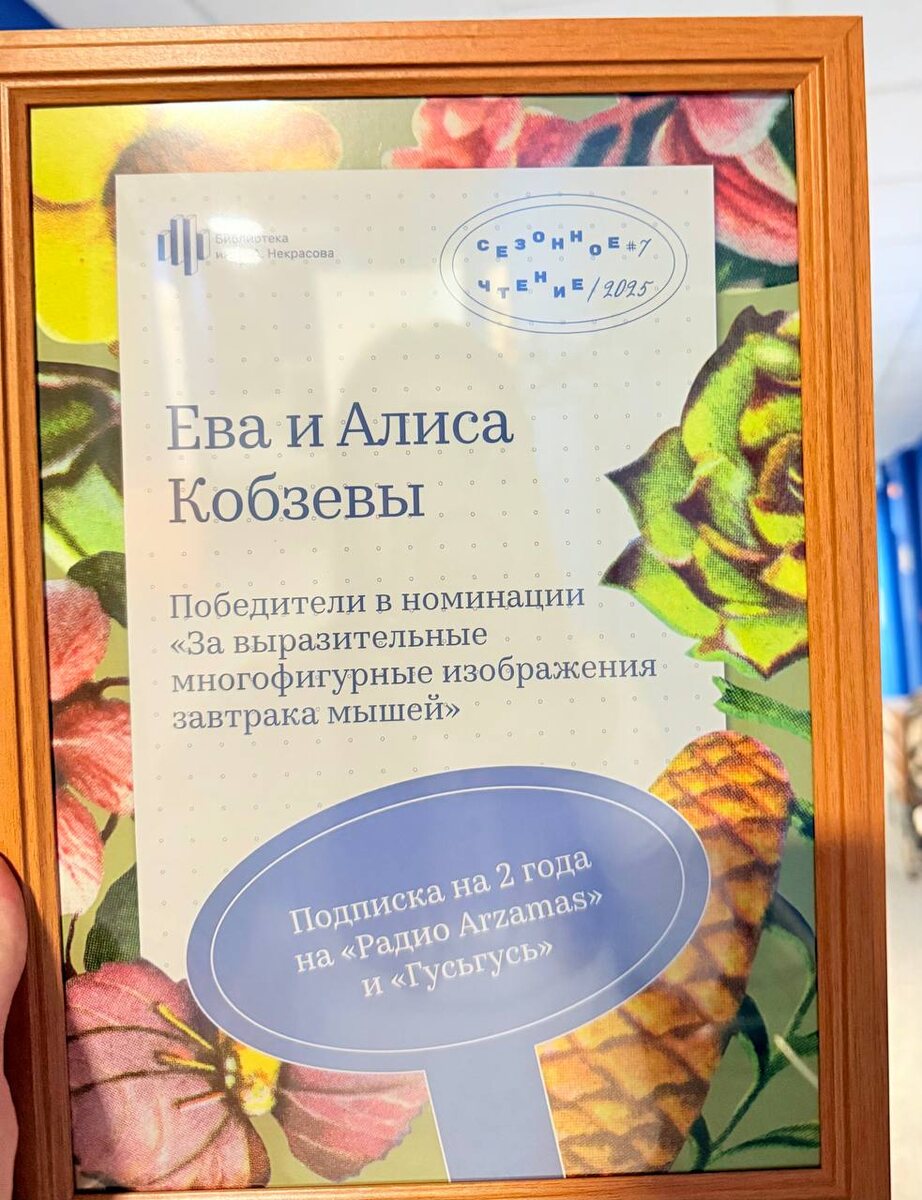 Библиотека
им. Н.А. Некрасова
СЕЗОННОЕ #7
ЧТЕНИЕ / 2025
Ева и Алиса
Кобзевы
Победители в номинации
«За выразительные
многофигурные изображения
завтрака мышей»
Подписка на 2 года
на «Радио Arzamas»
и «Гусьгусь»